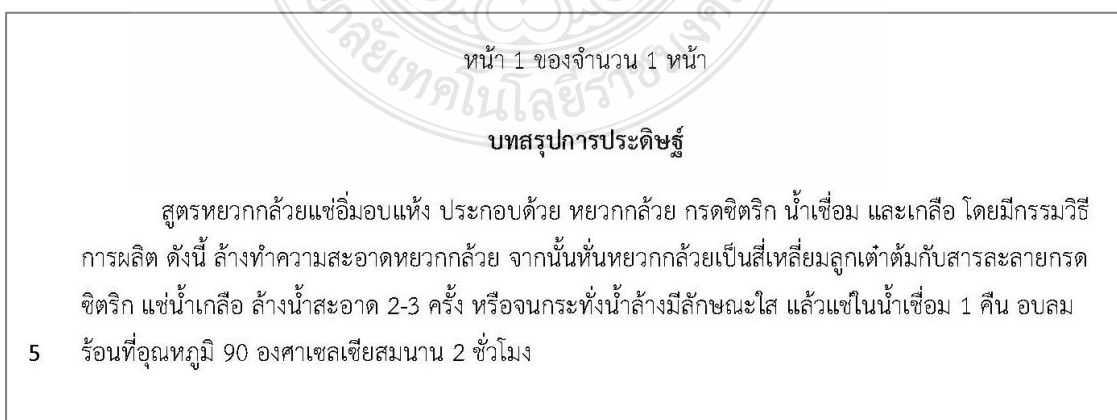 หน้า 1 ของจำนวน 1 หน้า
บทสรุปการประดิษฐ์
สูตรหยวกกล้วยแช่อิ่มอบแห้ง ประกอบด้วย หยวกกล้วย กรดซิตริก น้ำเชื่อม และเกลือ โดยมีกรรมวิธี
การผลิต ดังนี้ ล้างทำความสะอาดหยวกกล้วย จากนั้นหั่นหยวกกล้วยเป็นสี่เหลี่ยมลูกเต๋าต้มกับสารละลายกรด
ซิตริก แช่น้ำเกลือ ล้างน้ำสะอาด 2-3 ครั้ง หรือจนกระทั่งน้ำล้างมีลักษณะใส แล้วแช่ในน้ำเชื่อม 1 คืน อบลม
5 ร้อนที่อุณหภูมิ 90 องศาเซลเซียสมนาน 2 ชั่วโมง